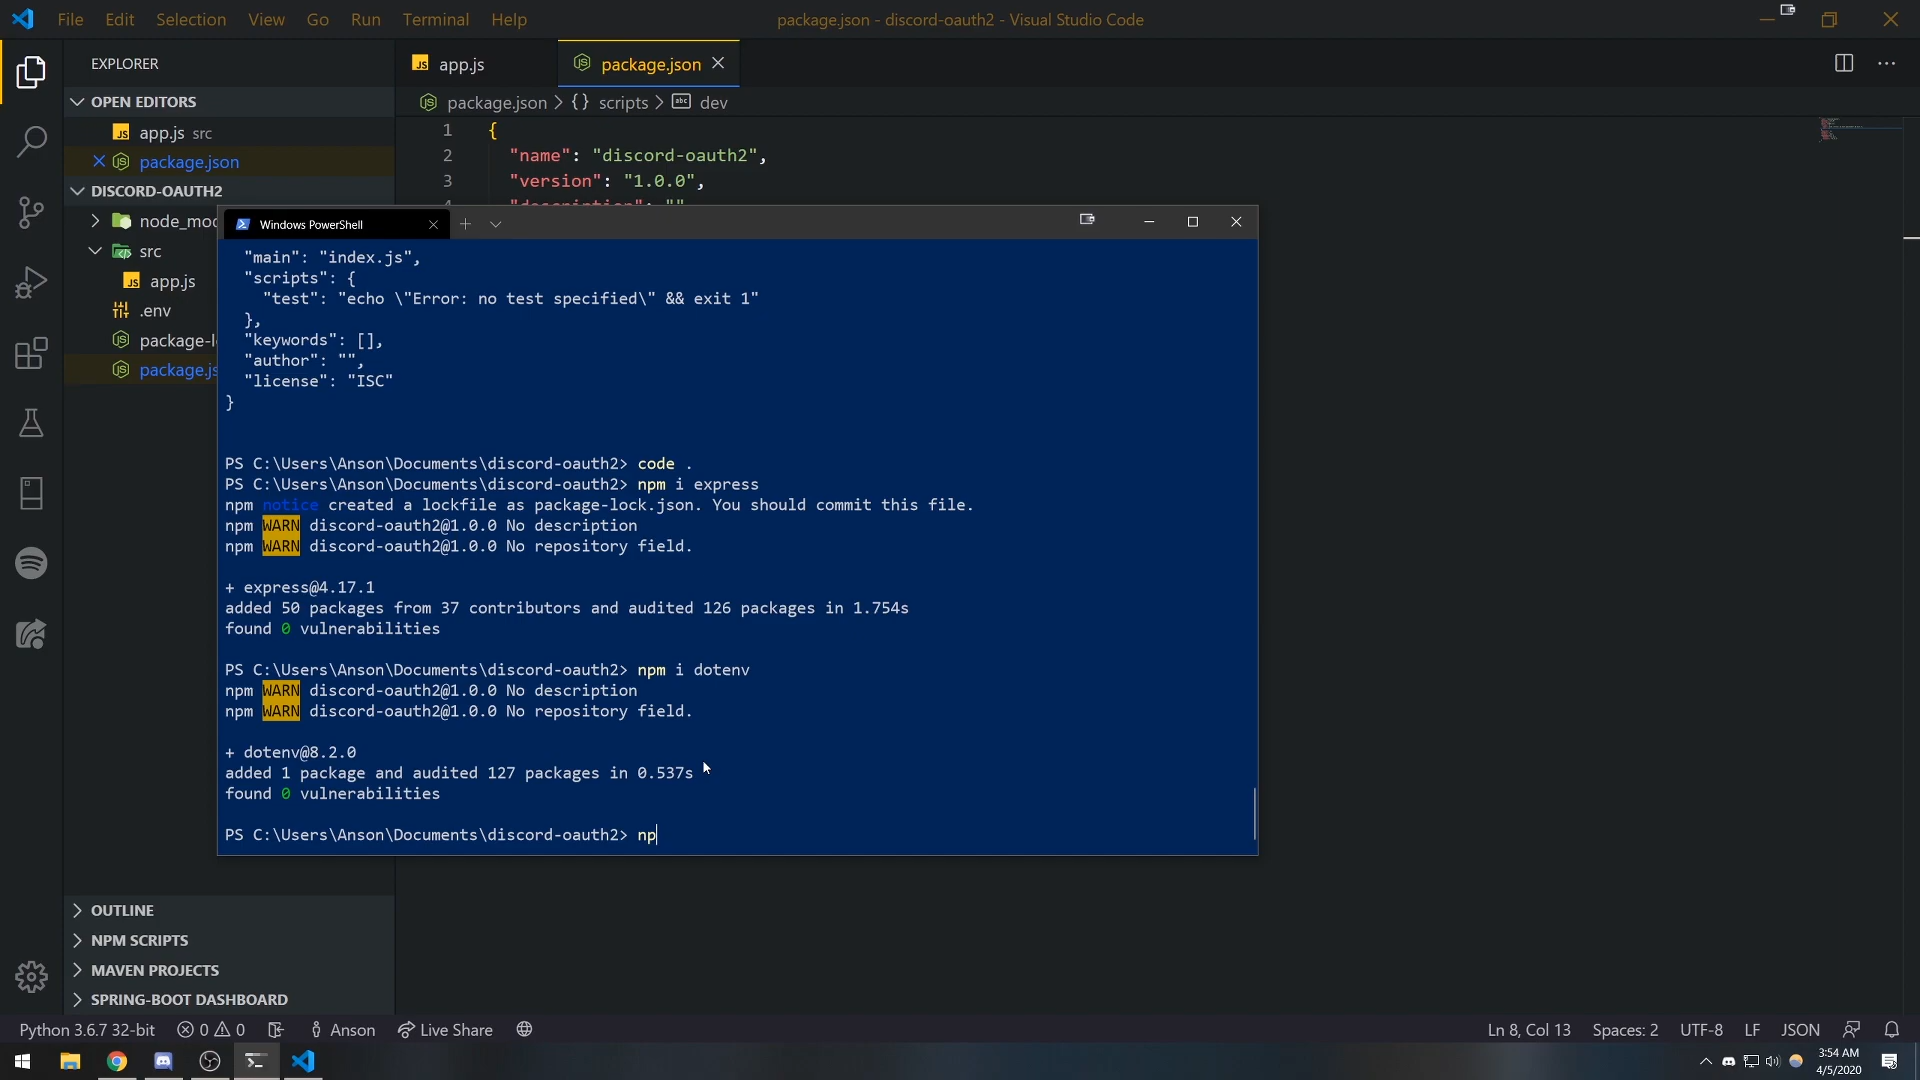 File Edit Selection View Go Run Terminal Help
package.json - discord-oauth2 - Visual Studio Code
EXPLORER
OPEN EDITORS
JS app.js src
package.json
DISCORD-OAUTH2
node_mod
src
JS app.js
.env
package-l
package.js
OUTLINE
NPM SCRIPTS
MAVEN PROJECTS
SPRING-BOOT DASHBOARD
JS app.js
package.json
package.json > {} scripts > abc dev
1 {
2 "name": "discord-oauth2",
3 "version": "1.0.0",
4 "description": ""
Windows PowerShell
"main": "index.js",
"scripts": {
"test": "echo \"Error: no test specified\" && exit 1"
},
"keywords": [],
"author": "",
"license": "ISC"
}
PS C:\Users\Anson\Documents\discord-oauth2> code .
PS C:\Users\Anson\Documents\discord-oauth2> npm i express
npm notice created a lockfile as package-lock.json. You should commit this file.
npm WARN discord-oauth2@1.0.0 No description
npm WARN discord-oauth2@1.0.0 No repository field.
+ express@4.17.1
added 50 packages from 37 contributors and audited 126 packages in 1.754s
found 0 vulnerabilities
PS C:\Users\Anson\Documents\discord-oauth2> npm i dotenv
npm WARN discord-oauth2@1.0.0 No description
npm WARN discord-oauth2@1.0.0 No repository field.
+ dotenv@8.2.0
added 1 package and audited 127 packages in 0.537s
found 0 vulnerabilities
PS C:\Users\Anson\Documents\discord-oauth2> np
Python 3.6.7 32-bit 0 0 Anson Live Share
Ln 8, Col 13 Spaces: 2 UTF-8 LF JSON
3:54 AM
4/5/2020